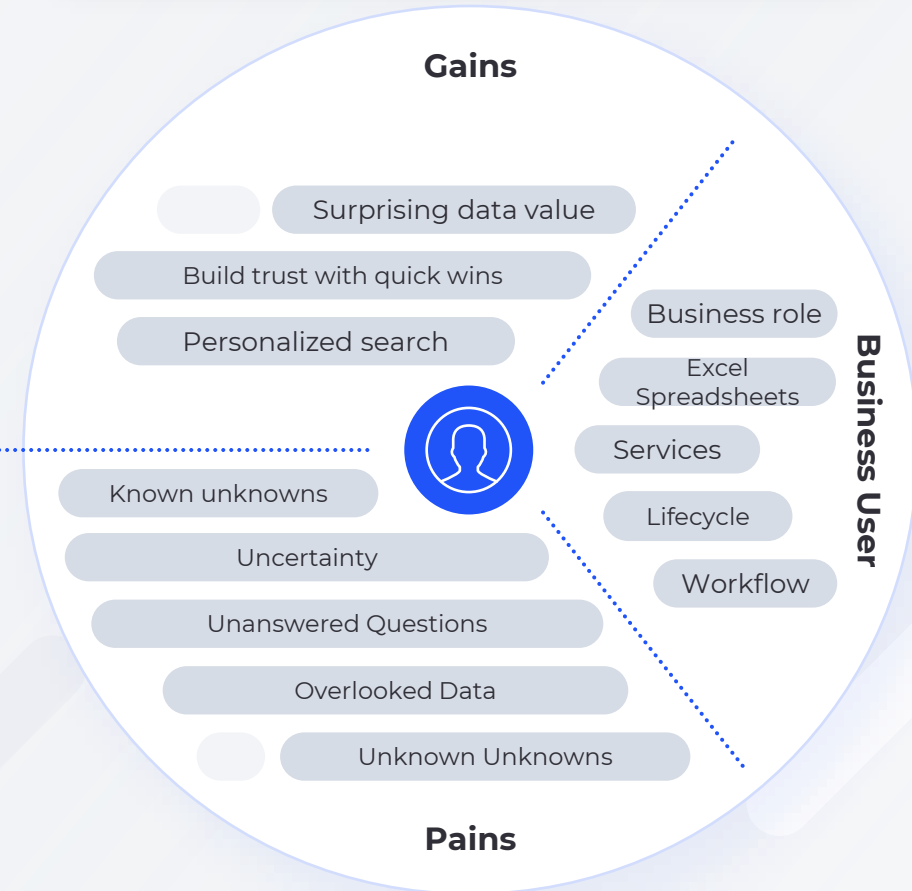 Gains
Surprising data value
Build trust with quick wins
Personalized search
Business role
Excel
Spreadsheets
Services
Lifecycle
Workflow
Business User
Known unknowns
Uncertainty
Unanswered Questions
Overlooked Data
Unknown Unknowns
Pains